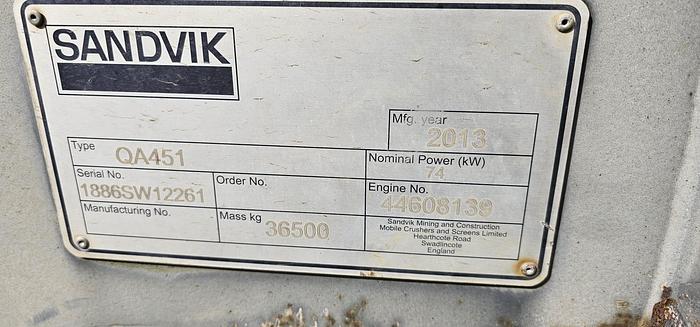 SANDVIK
Mfg. year
2013
Type
QA451
Nominal Power (kW)
74
Serial No.
1886SW12261
Order No.
Engine No.
44608139
Manufacturing No.
Mass kg
36500
Sandvik Mining and Construction
Mobile Crushers and Screens Limited
Hearthcote Road
Swadlincote
England